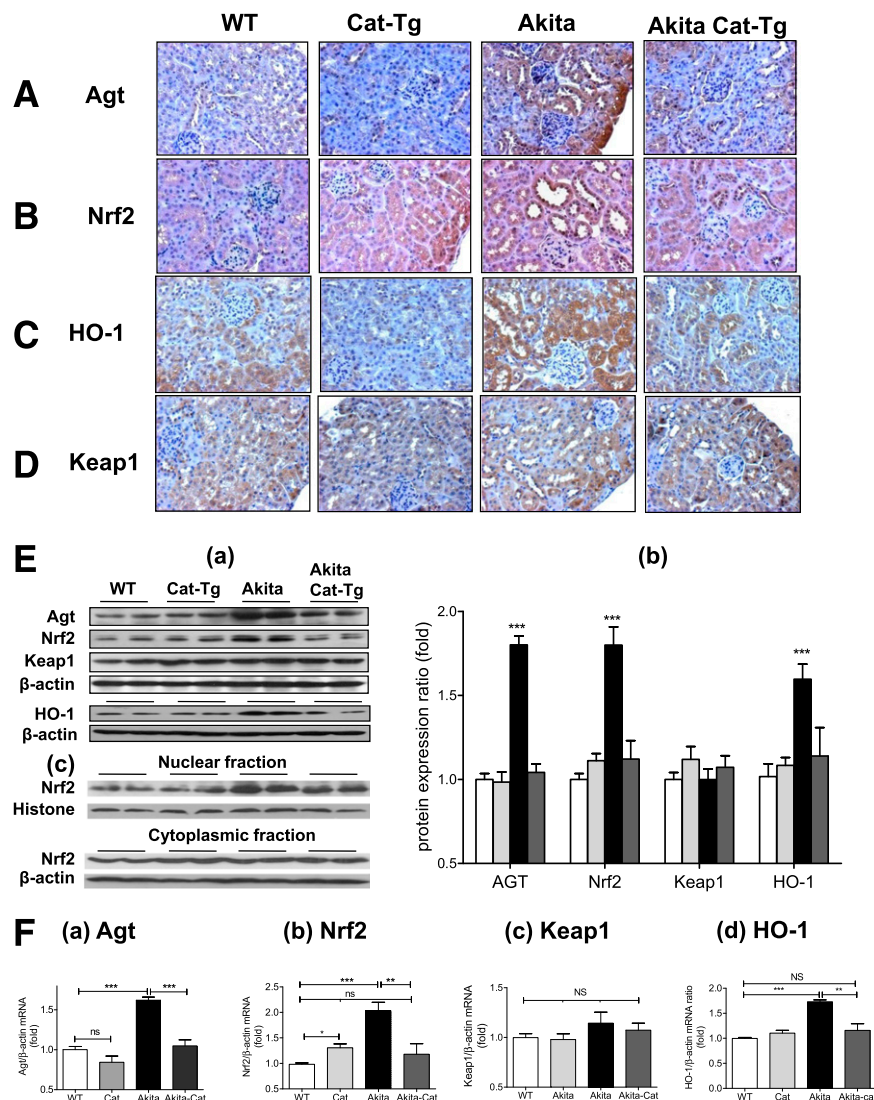 WT Cat-Tg Akita Akita Cat-Tg
A Agt
B Nrf2
C HO-1
D Keap1
E (a) (b)
WT Cat-Tg Akita Akita Cat-Tg
Agt
Nrf2
Keap1
β-actin
HO-1
β-actin
(c) Nuclear fraction
Nrf2
Histone
Cytoplasmic fraction
Nrf2
β-actin
protein expression ratio (fold)
2.0
1.5
1.0
0.5
*** *** ***
AGT Nrf2 Keap1 HO-1
F (a) Agt (b) Nrf2 (c) Keap1 (d) HO-1
Agt/β-actin mRNA
(fold)
1.5
1.0
0.5
*** ***
ns
WT Cat Akita Akita-Cat
Nrf2/β-actin mRNA
(fold)
2.5
2.0
1.5
1.0
0.5
*** **
ns
*
WT Cat Akita Akita-Cat
Keap1/β-actin mRNA
(fold)
1.5
1.0
0.5
NS
WT Akita Akita Akita-Cat
HO-1/β-actin mRNA ratio
(fold)
2.0
1.5
1.0
0.5
0.0
NS
*** **
WT Cat Akita Akita-ca